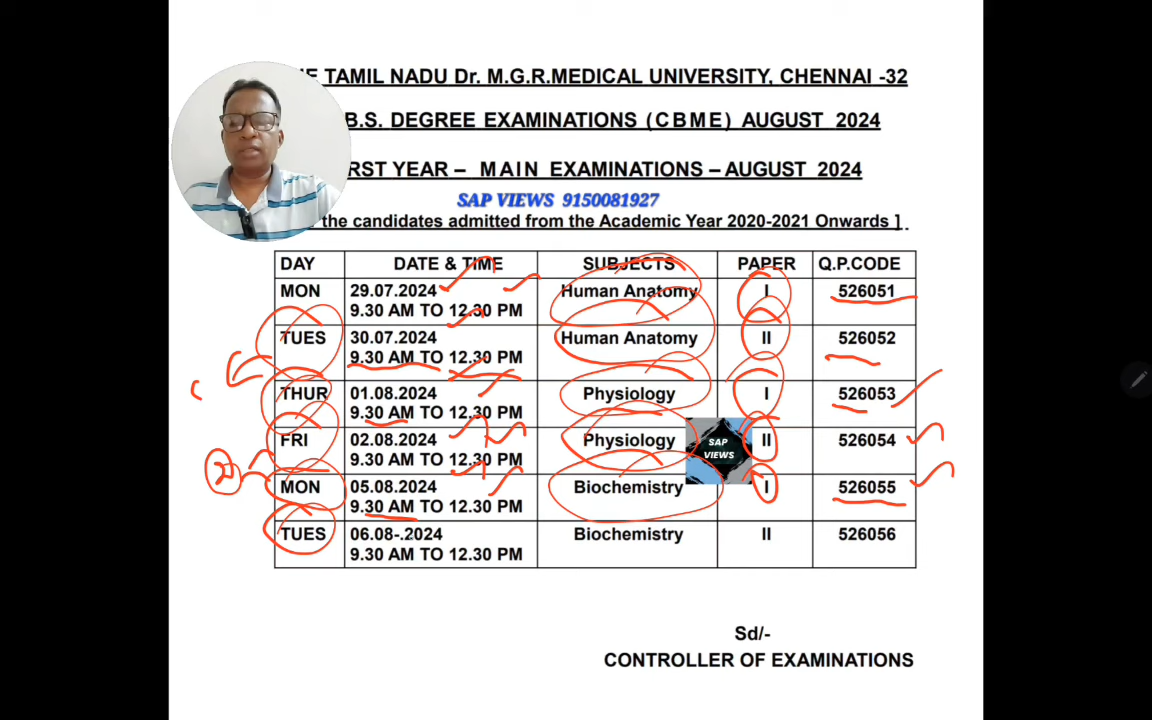 E TAMIL NADU Dr. M.G.R.MEDICAL UNIVERSITY, CHENNAI -32
B.S. DEGREE EXAMINATIONS (CBME) AUGUST 2024
RST YEAR – MAIN EXAMINATIONS – AUGUST 2024
SAP VIEWS 9150081927
the candidates admitted from the Academic Year 2020-2021 Onwards ].
DAY DATE & TIME SUBJECTS PAPER Q.P.CODE
MON 29.07.2024 Human Anatomy I 526051
9.30 AM TO 12.30 PM
TUES 30.07.2024 Human Anatomy II 526052
9.30 AM TO 12.30 PM
THUR 01.08.2024 Physiology I 526053
9.30 AM TO 12.30 PM
FRI 02.08.2024 Physiology II 526054
9.30 AM TO 12.30 PM
SAP
VIEWS
MON 05.08.2024 Biochemistry I 526055
9.30 AM TO 12.30 PM
TUES 06.08-.2024 Biochemistry II 526056
9.30 AM TO 12.30 PM
Sd/-
CONTROLLER OF EXAMINATIONS